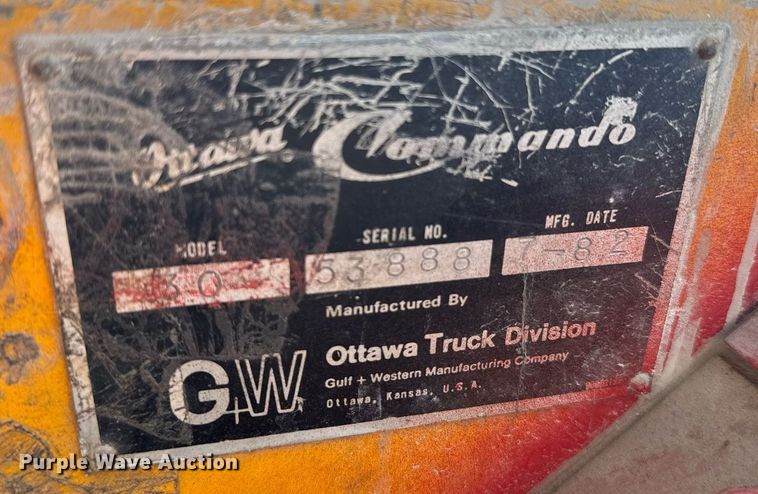 Ottawa Commando
MODEL
SERIAL NO.
MFG. DATE
30
53888
7-82
Manufactured By
G+W
Ottawa Truck Division
Gulf + Western Manufacturing Company
Ottawa, Kansas, U.S.A.
Purple Wave Auction